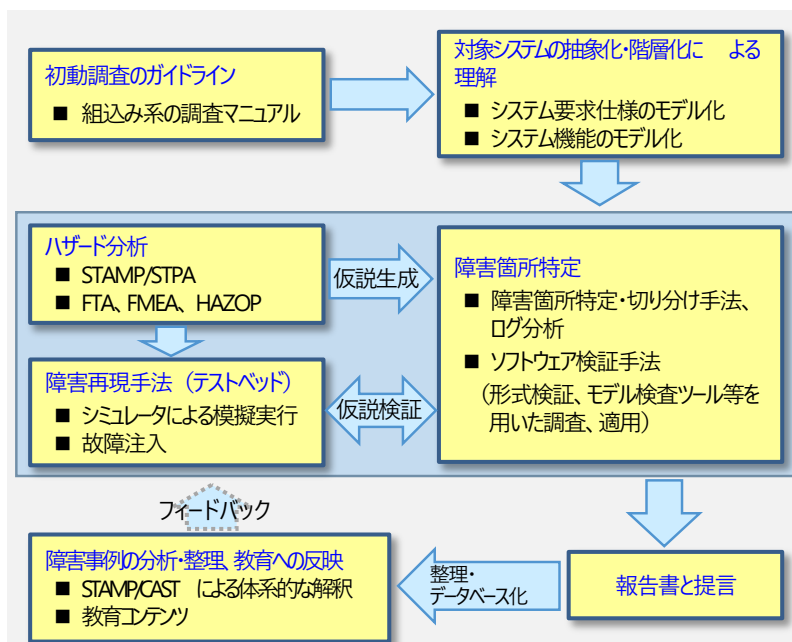 初動調査のガイドライン
■ 組込み系の調査マニュアル
対象システムの抽象化・階層化に よる
理解
■ システム要求仕様のモデル化
■ システム機能のモデル化
ハザード分析
■ STAMP/STPA
■ FTA、FMEA、HAZOP
仮説生成
障害箇所特定
■ 障害箇所特定・切り分け手法、
ログ分析
■ ソフトウェア検証手法
（形式検証、モデル検査ツール等を
用いた調査、適用）
障害再現手法（テストベッド）
■ シミュレータによる模擬実行
■ 故障注入
仮説検証
フィードバック
障害事例の分析・整理、教育への反映
■ STAMP/CAST による体系的な解釈
■ 教育コンテンツ
整理・
データベース化
報告書と提言